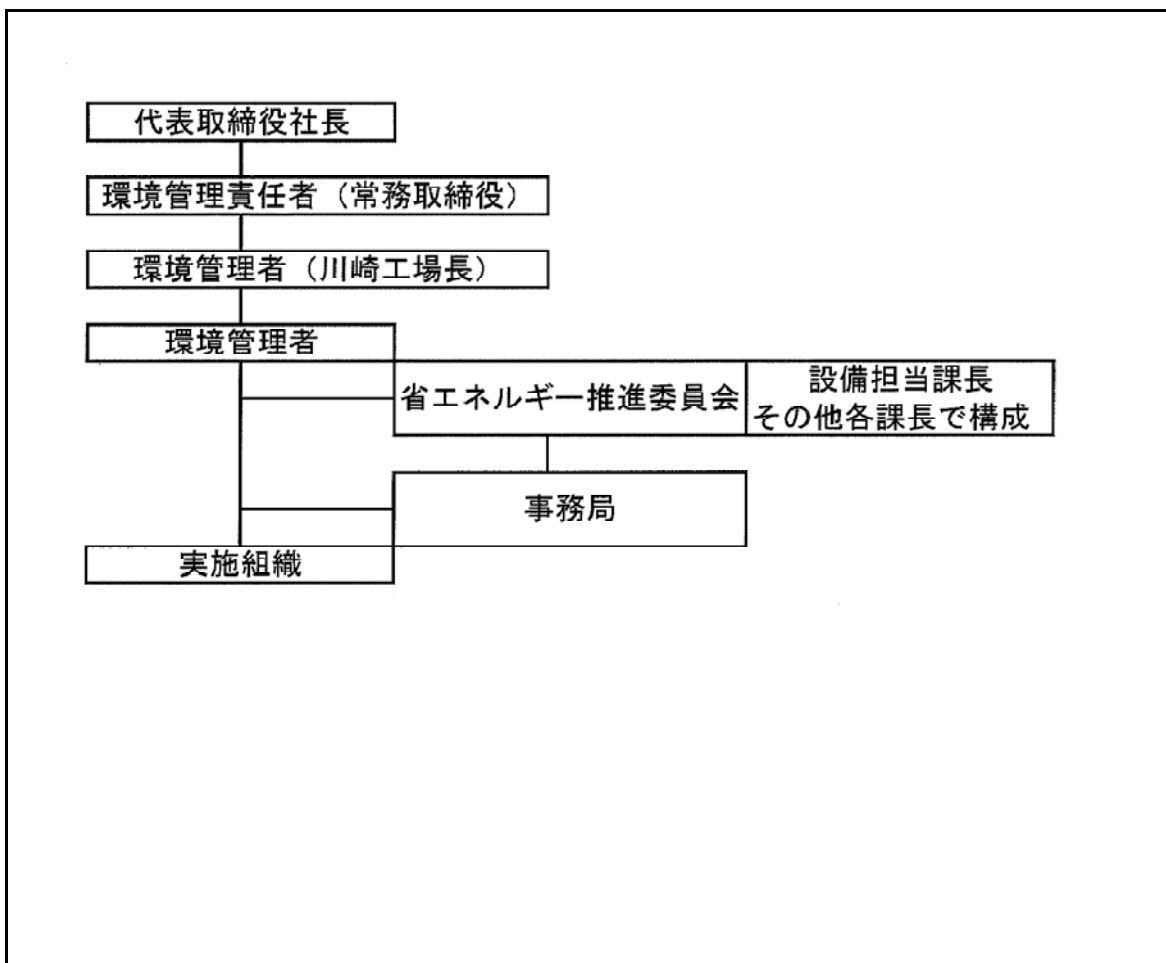 代表取締役社長
環境管理責任者（常務取締役）
環境管理者（川崎工場長）
環境管理者
省エネルギー推進委員会
設備担当課長
その他各課長で構成
事務局
実施組織